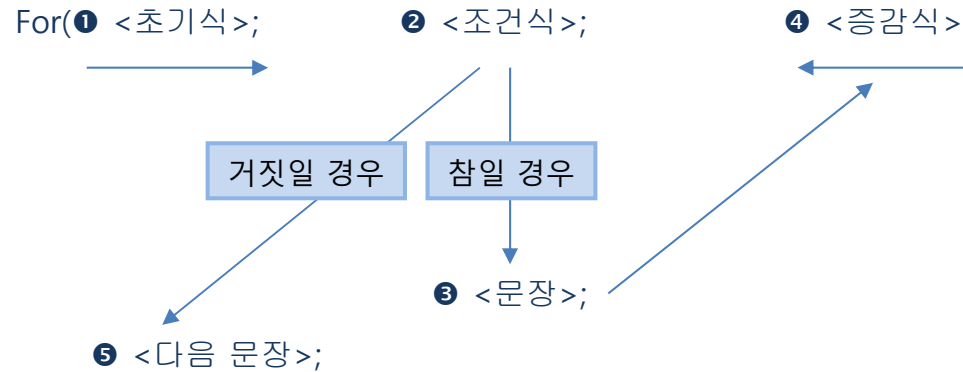 For(❶ <초기식>; ❷ <조건식>; ❹ <증감식>
거짓일 경우 참일 경우
❸ <문장>;
❺ <다음 문장>;